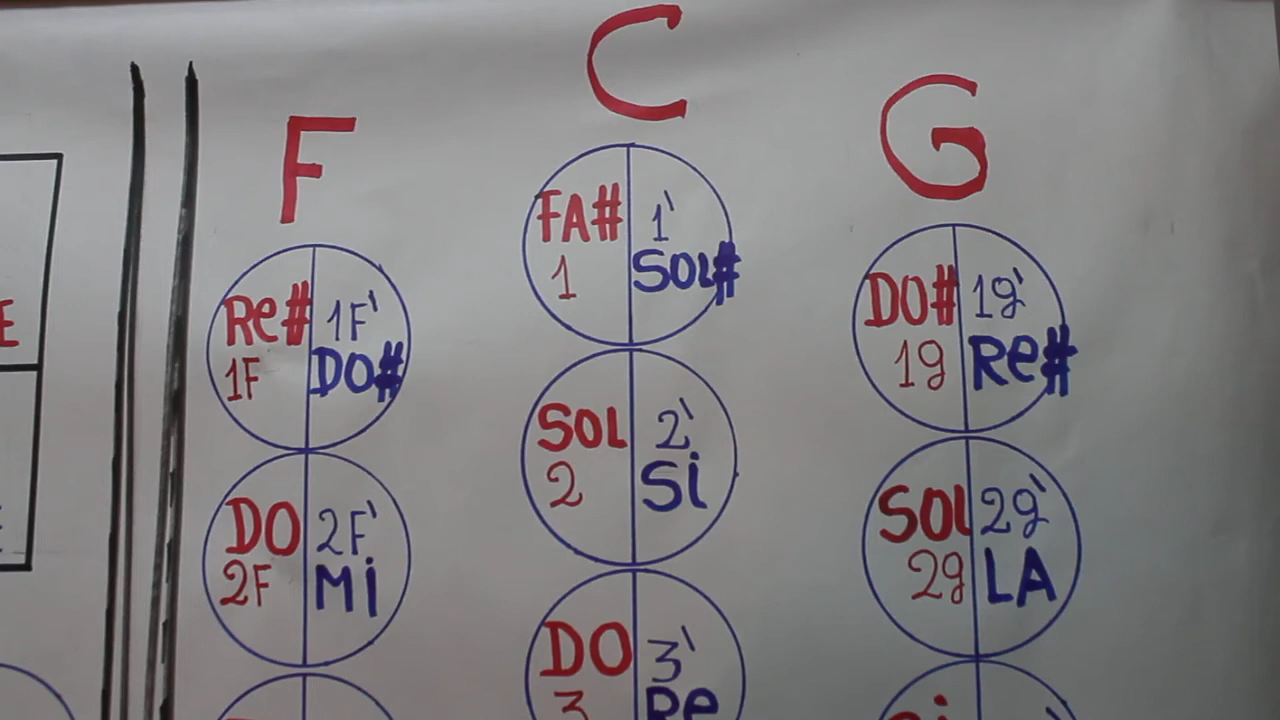 F
Re# 1F`
1F DO#
DO 2F`
2F Mi
C
FA# 1`
1 SOL#
SOL 2`
2 Si
DO 3`
3 Re
G
DO# 1g`
1g Re#
SOL 2g`
2g LA
E